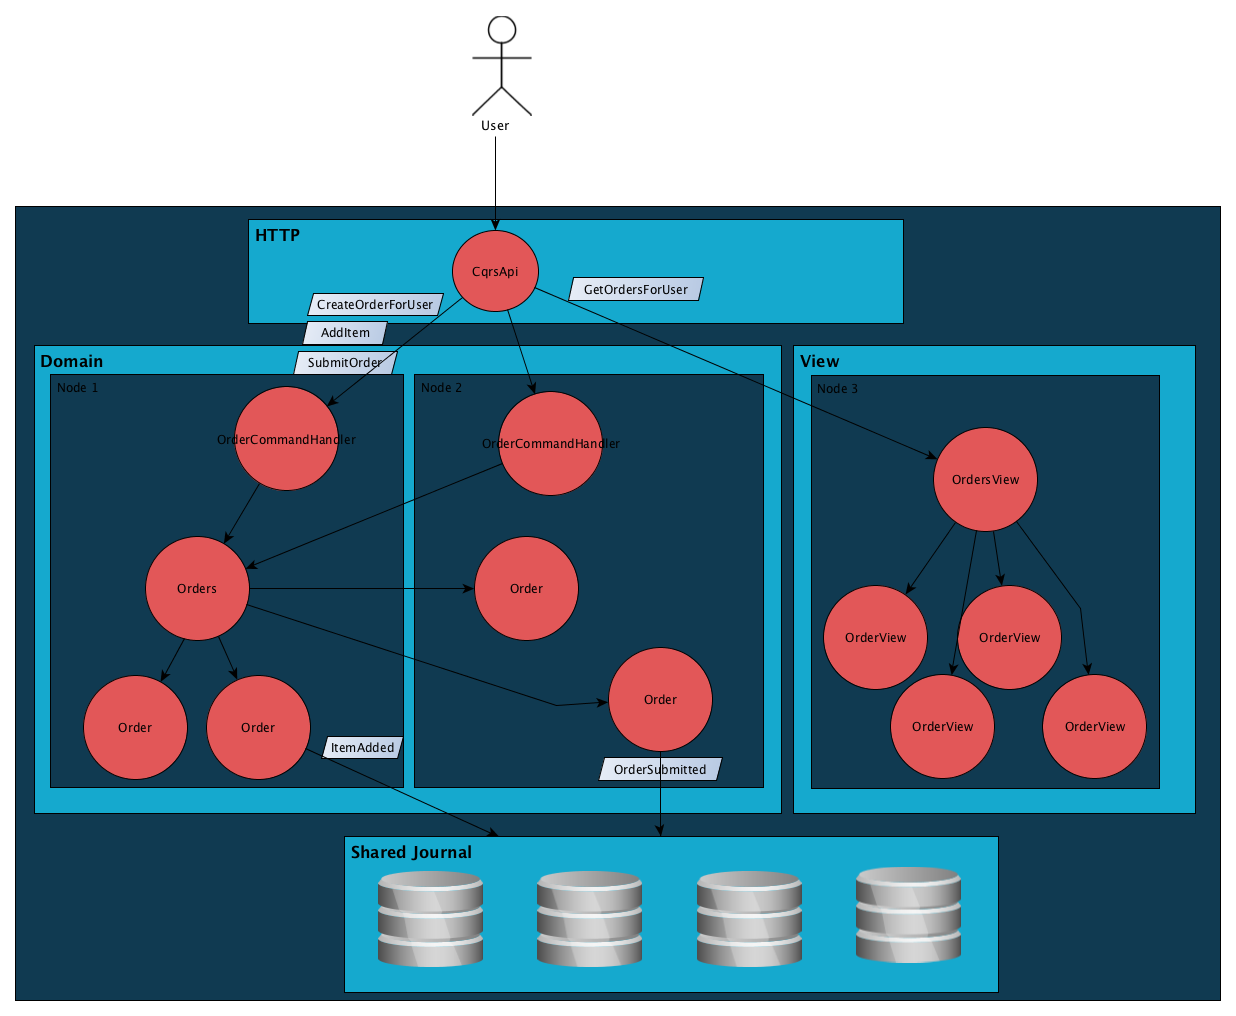 User
HTTP
CqrsApi
GetOrdersForUser
CreateOrderForUser
AddItem
SubmitOrder
Domain
Node 1
OrderCommandHandler
Orders
Order
Order
ItemAdded
Node 2
OrderCommandHandler
Order
Order
OrderSubmitted
View
Node 3
OrdersView
OrderView
OrderView
OrderView
OrderView
Shared Journal